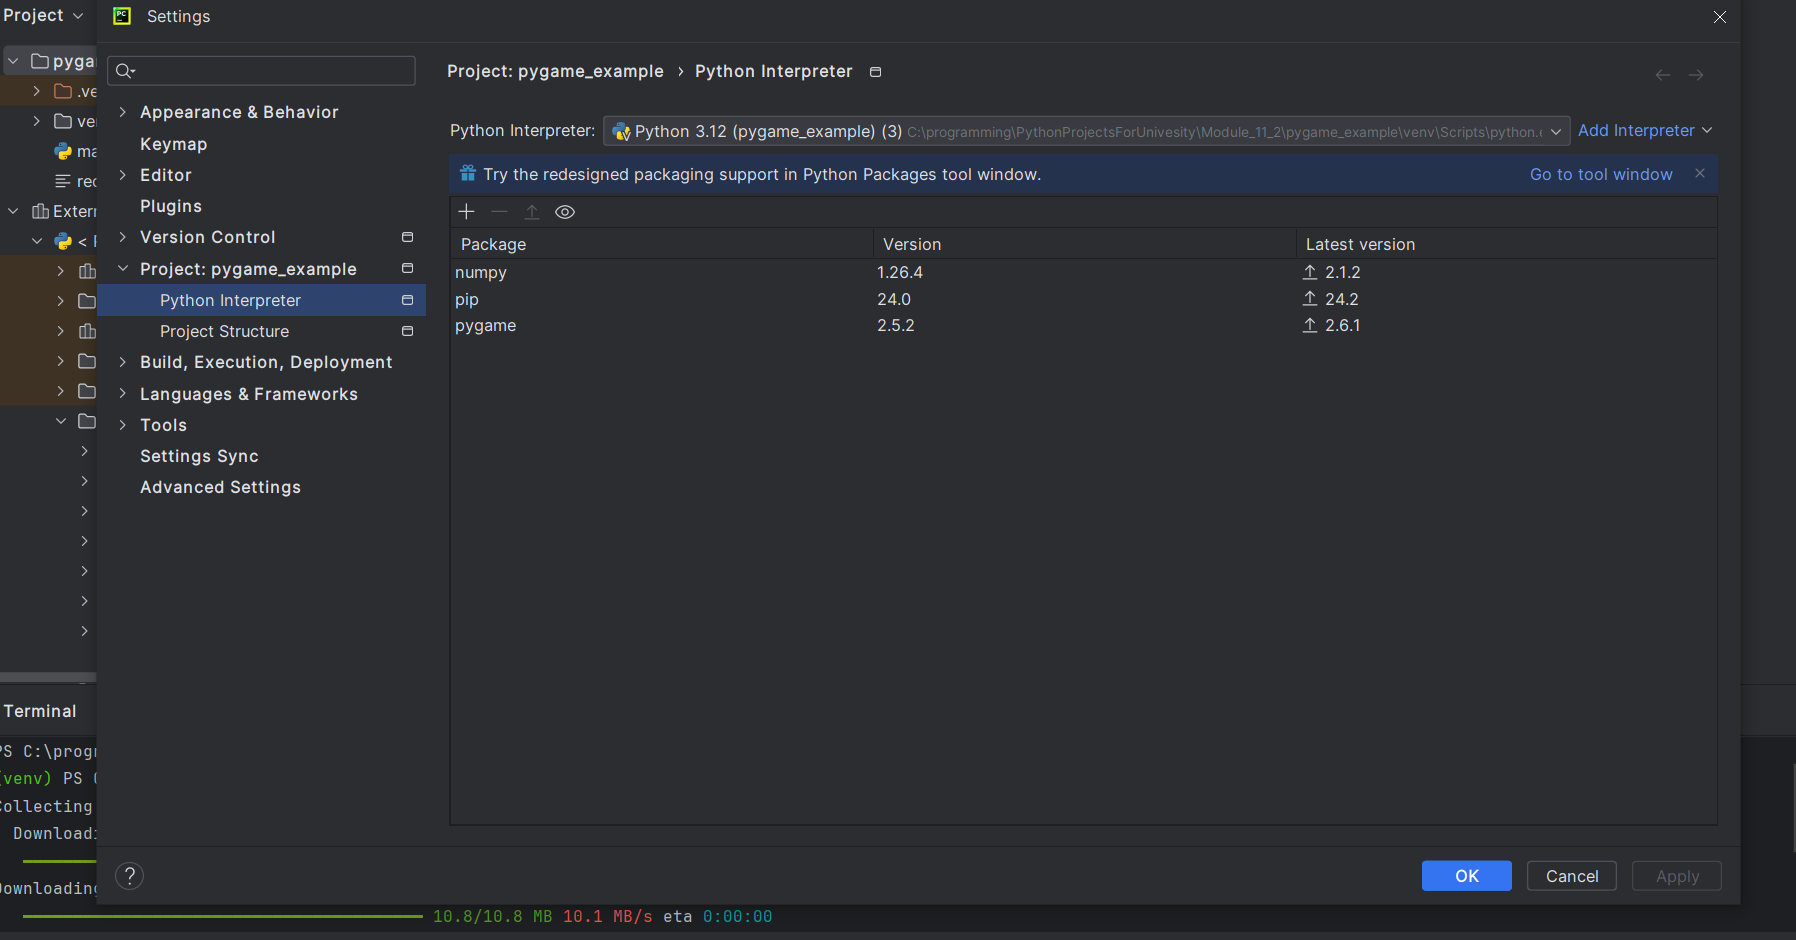 Project
Settings
Project: pygame_example › Python Interpreter
Appearance & Behavior
Keymap
Editor
Plugins
Version Control
Project: pygame_example
Python Interpreter
Project Structure
Build, Execution, Deployment
Languages & Frameworks
Tools
Settings Sync
Advanced Settings
Python Interpreter: Python 3.12 (pygame_example) (3) C:\programming\PythonProjectsForUnivesity\Module_11_2\pygame_example\venv\Scripts\python.e Add Interpreter
Try the redesigned packaging support in Python Packages tool window. Go to tool window
Package Version Latest version
numpy 1.26.4 2.1.2
pip 24.0 24.2
pygame 2.5.2 2.6.1
? OK Cancel Apply
pyga
.ve
ve
ma
Extern
<
Terminal
PS C:\prog
(venv) PS
Collecting
Downloadi
Downloading
10.8/10.8 MB 10.1 MB/s eta 0:00:00